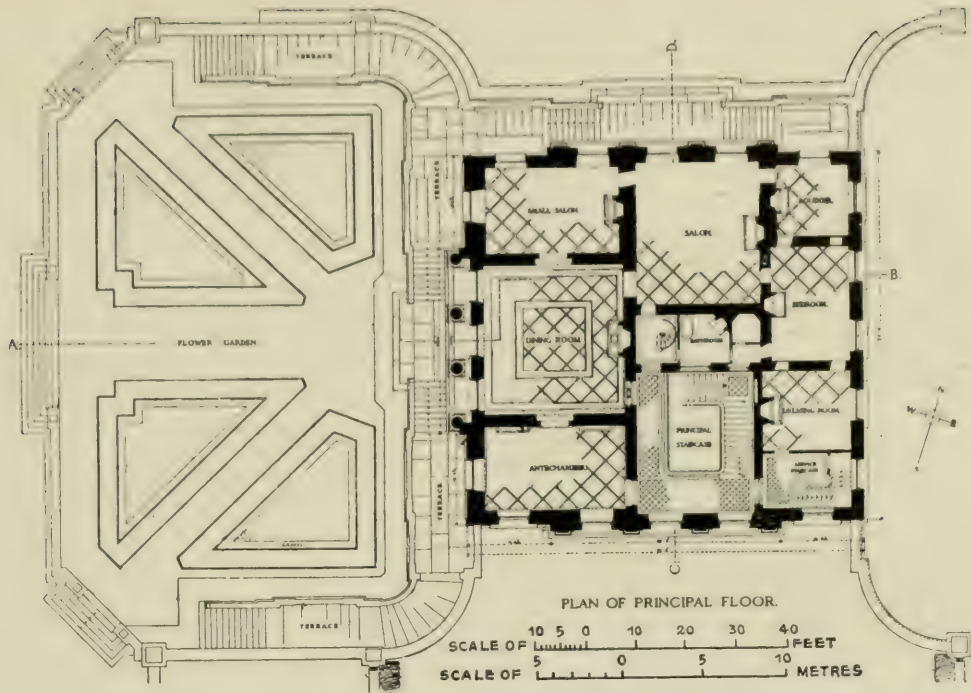 TERRACE
D.
TERRACE
SMALL SALON
SALON
BOUDOIR.
B.
BEDROOM.
A.
FLOWER GARDEN
DINING ROOM
BATHROOM
DRESSING ROOM
PRINCIPAL
STAIRCASE
ANTECHAMBER
SERVICE
STAIRCASE
W
TERRACE
C
TERRACE
PLAN OF PRINCIPAL FLOOR.
SCALE OF 10 5 0 10 20 30 40 FEET
SCALE OF 5 0 5 10 METRES